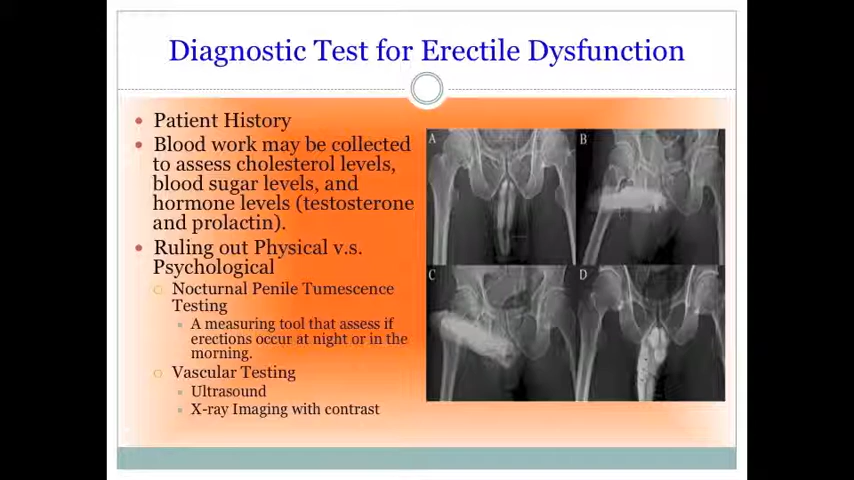 Diagnostic Test for Erectile Dysfunction
Patient History
Blood work may be collected
to assess cholesterol levels,
blood sugar levels, and
hormone levels (testosterone
and prolactin).
Ruling out Physical v.s.
Psychological
Nocturnal Penile Tumescence
Testing
A measuring tool that assess if
erections occur at night or in the
morning.
Vascular Testing
Ultrasound
X-ray Imaging with contrast
A
B
C
D